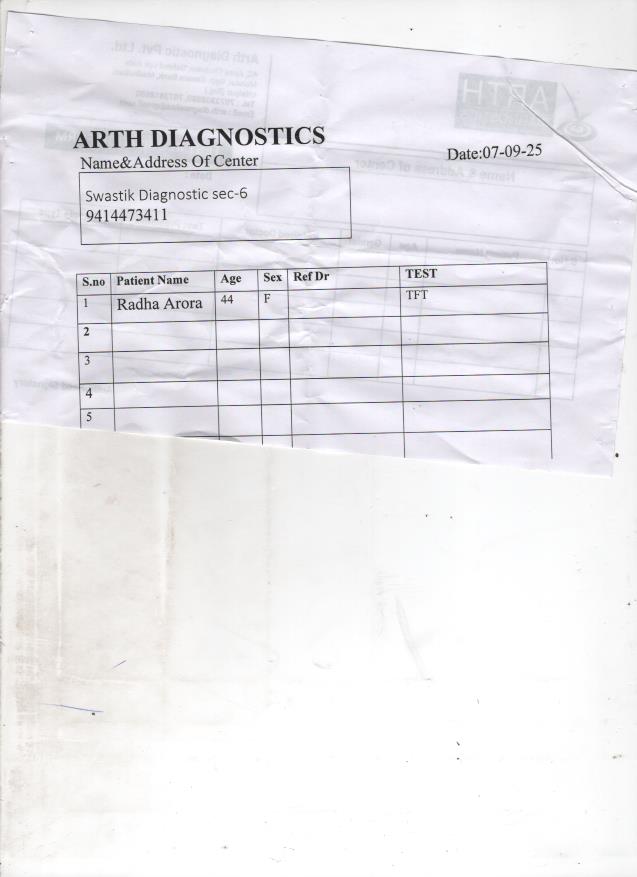 ARTH DIAGNOSTICS
Name&Address Of Center
Date:07-09-25
Swastik Diagnostic sec-6
9414473411
S.no Patient Name Age Sex Ref Dr TEST
1 Radha Arora 44 F TFT
2
3
4
5